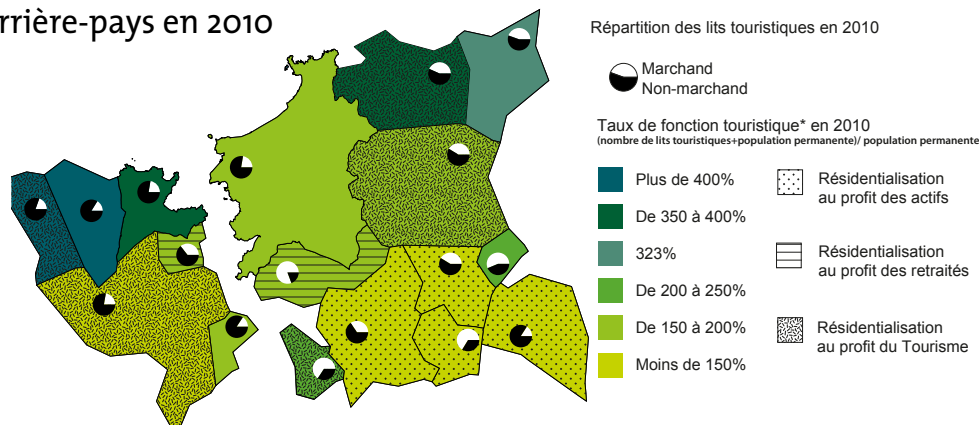 rrière-pays en 2010
Répartition des lits touristiques en 2010
Marchand
Non-marchand
Taux de fonction touristique* en 2010
(nombre de lits touristiques+population permanente)/ population permanente
Plus de 400%
De 350 à 400%
323%
De 200 à 250%
De 150 à 200%
Moins de 150%
Résidentialisation
au profit des actifs
Résidentialisation
au profit des retraités
Résidentialisation
au profit du Tourisme